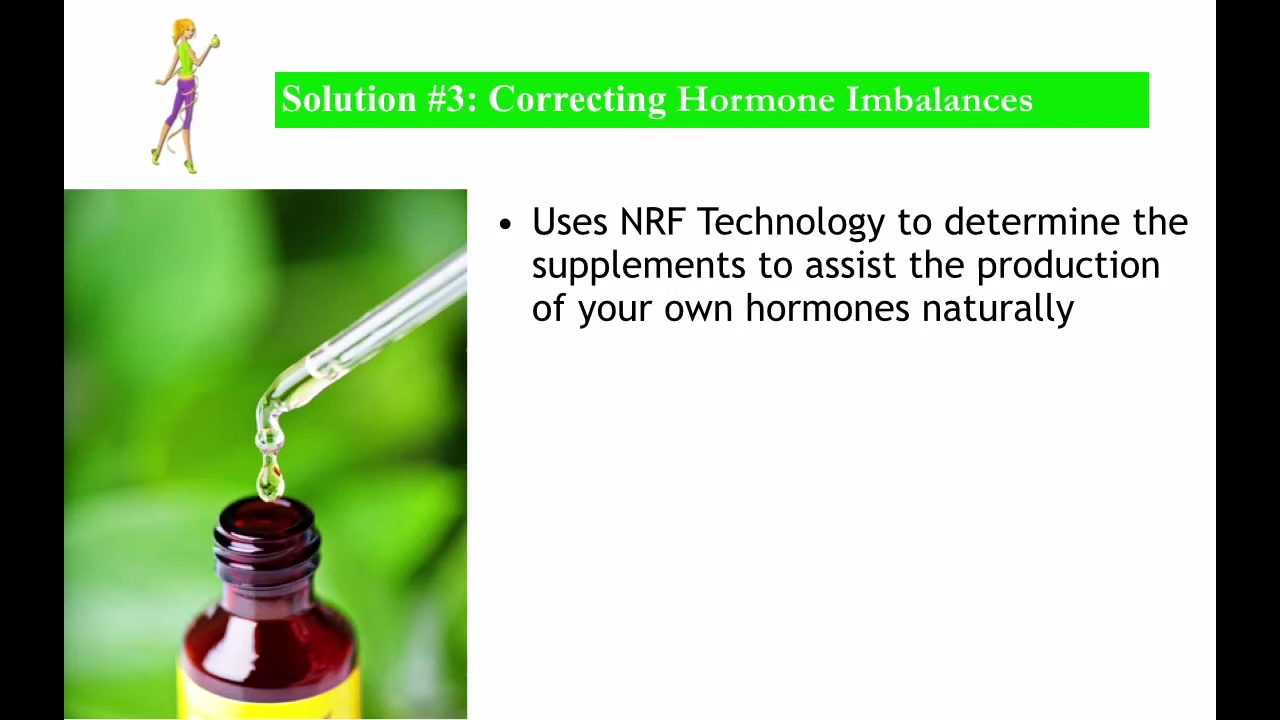 Solution #3: Correcting Hormone Imbalances
• Uses NRF Technology to determine the
supplements to assist the production
of your own hormones naturally